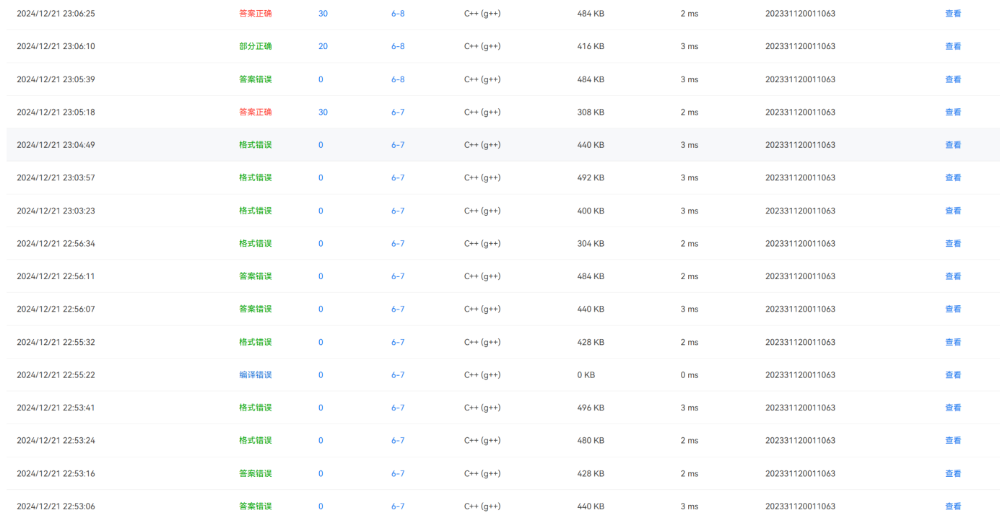 2024/12/21 23:06:25 答案正确 30 6-8 C++ (g++) 484 KB 2 ms 202331120011063 查看
2024/12/21 23:06:10 部分正确 20 6-8 C++ (g++) 416 KB 3 ms 202331120011063 查看
2024/12/21 23:05:39 答案错误 0 6-8 C++ (g++) 484 KB 3 ms 202331120011063 查看
2024/12/21 23:05:18 答案正确 30 6-7 C++ (g++) 308 KB 2 ms 202331120011063 查看
2024/12/21 23:04:49 格式错误 0 6-7 C++ (g++) 440 KB 3 ms 202331120011063 查看
2024/12/21 23:03:57 格式错误 0 6-7 C++ (g++) 492 KB 3 ms 202331120011063 查看
2024/12/21 23:03:23 格式错误 0 6-7 C++ (g++) 400 KB 3 ms 202331120011063 查看
2024/12/21 22:56:34 格式错误 0 6-7 C++ (g++) 304 KB 2 ms 202331120011063 查看
2024/12/21 22:56:11 答案错误 0 6-7 C++ (g++) 484 KB 2 ms 202331120011063 查看
2024/12/21 22:56:07 答案错误 0 6-7 C++ (g++) 440 KB 3 ms 202331120011063 查看
2024/12/21 22:55:32 格式错误 0 6-7 C++ (g++) 428 KB 2 ms 202331120011063 查看
2024/12/21 22:55:22 编译错误 0 6-7 C++ (g++) 0 KB 0 ms 202331120011063 查看
2024/12/21 22:53:41 格式错误 0 6-7 C++ (g++) 496 KB 3 ms 202331120011063 查看
2024/12/21 22:53:24 格式错误 0 6-7 C++ (g++) 480 KB 2 ms 202331120011063 查看
2024/12/21 22:53:16 答案错误 0 6-7 C++ (g++) 428 KB 2 ms 202331120011063 查看
2024/12/21 22:53:06 答案错误 0 6-7 C++ (g++) 440 KB 3 ms 202331120011063 查看